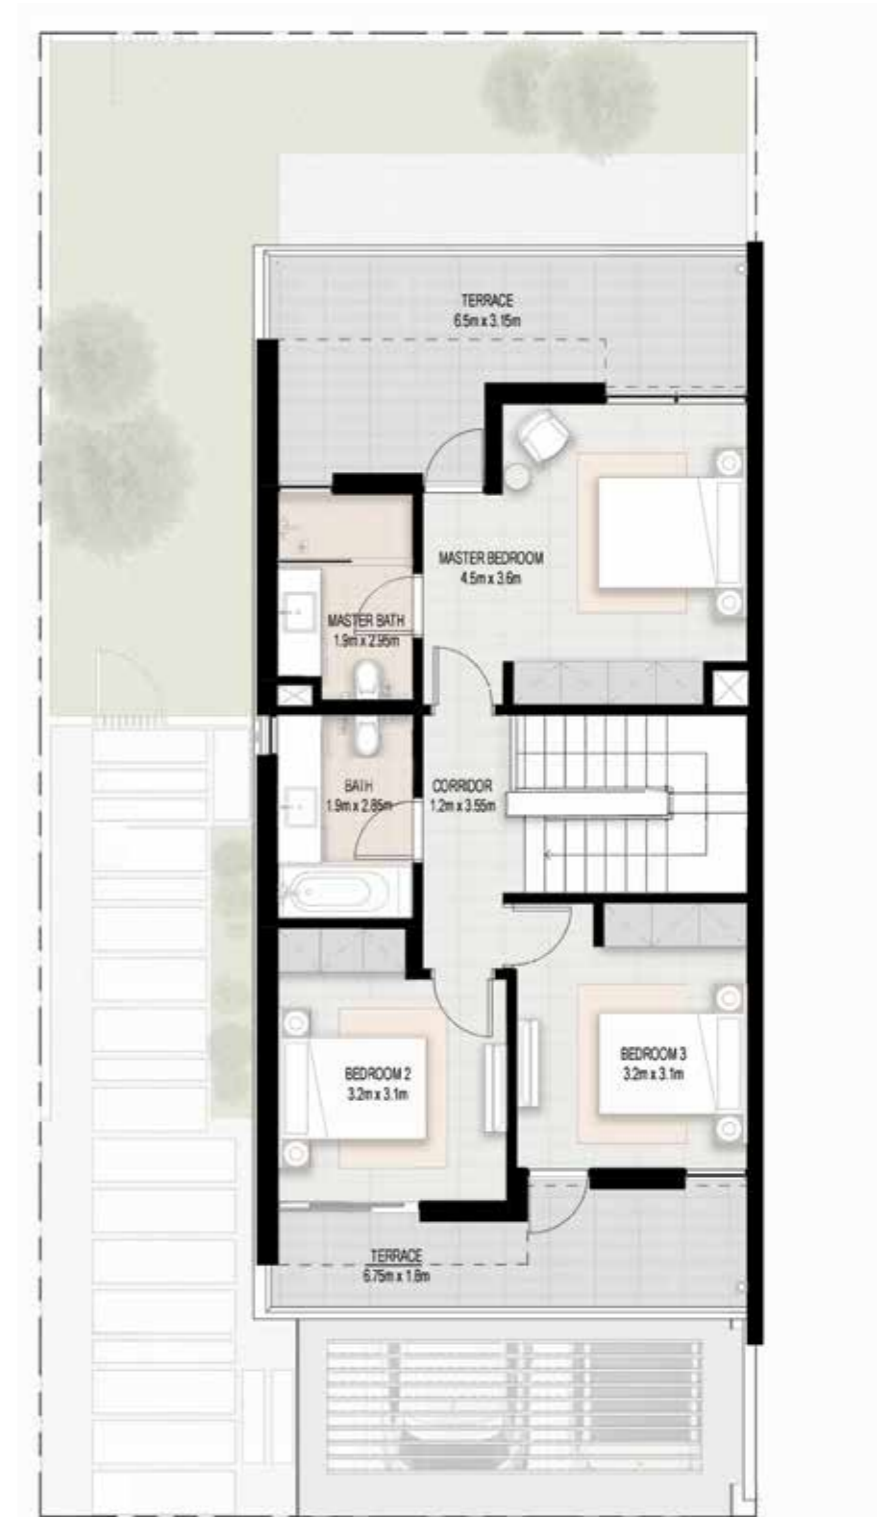 TERRACE
6.5m x 3.15m
MASTER BEDROOM
4.5m x 3.6m
MASTER BATH
1.9m x 2.95m
BATH
1.9m x 2.85m
CORRIDOR
1.2m x 3.55m
BEDROOM 2
3.2m x 3.1m
BEDROOM 3
3.2m x 3.1m
TERRACE
6.75m x 1.8m